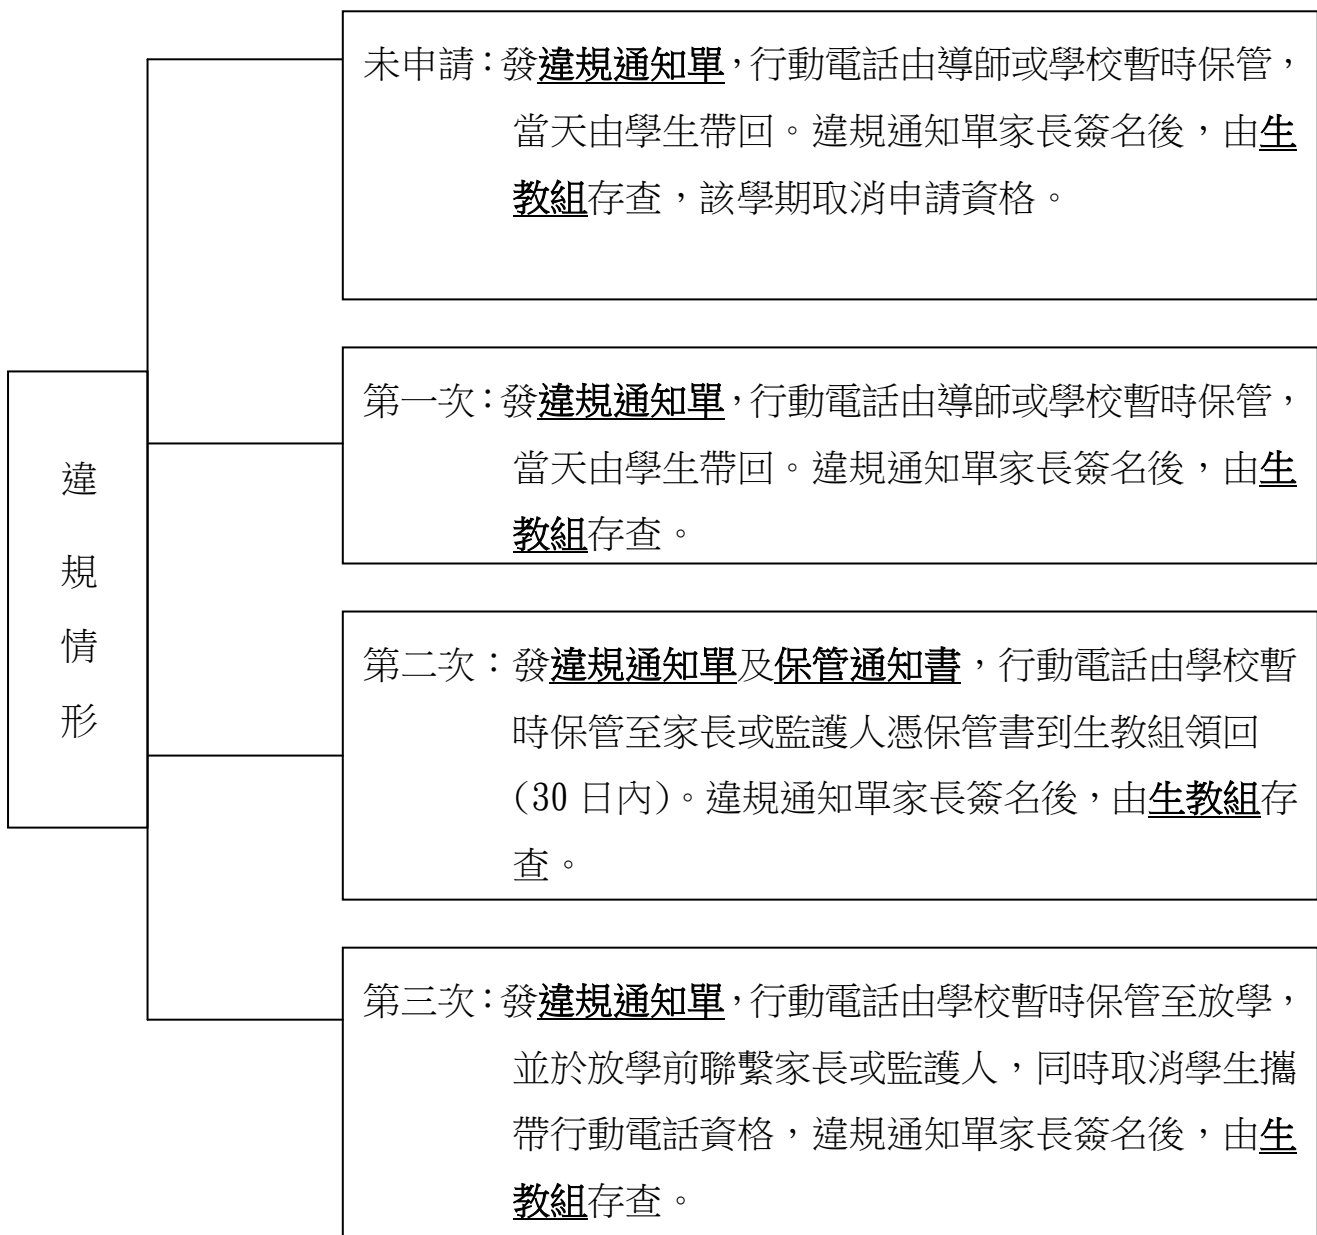 未申請：發違規通知單，行動電話由導師或學校暫時保管，
當天由學生帶回。違規通知單家長簽名後，由生
教組存查，該學期取消申請資格。
違
規
情
形
第一次：發違規通知單，行動電話由導師或學校暫時保管，
當天由學生帶回。違規通知單家長簽名後，由生
教組存查。
第二次：發違規通知單及保管通知書，行動電話由學校暫
時保管至家長或監護人憑保管書到生教組領回
(30 日內)。違規通知單家長簽名後，由生教組存
查。
第三次：發違規通知單，行動電話由學校暫時保管至放學，
並於放學前聯繫家長或監護人，同時取消學生攜
帶行動電話資格，違規通知單家長簽名後，由生
教組存查。